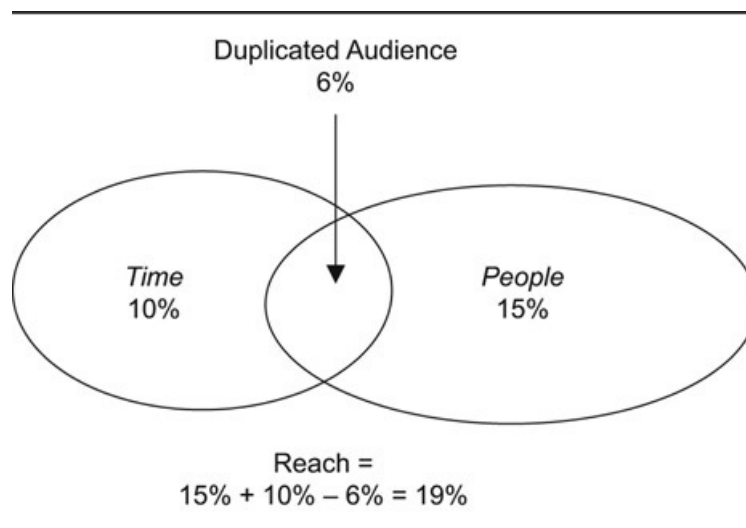 Duplicated Audience
6%
Time
10%
People
15%
Reach =
15% + 10% – 6% = 19%